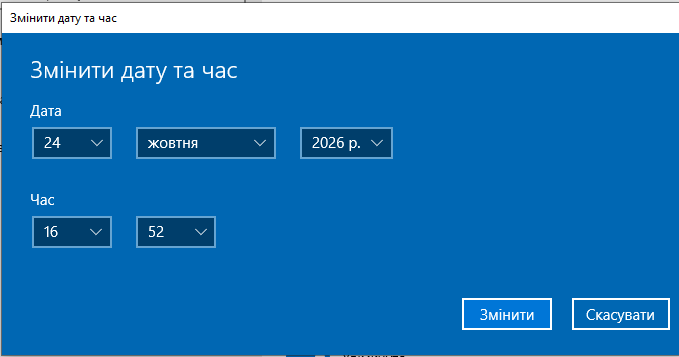 Змінити дату та час
Змінити дату та час
Дата
24 жовтня 2026 р.
Час
16 52
Змінити Скасувати